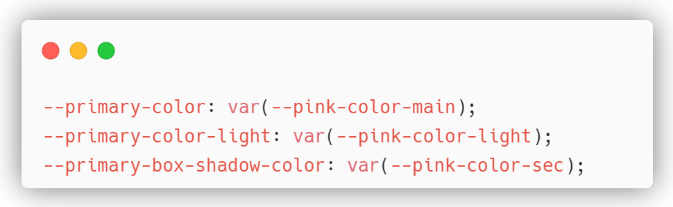 --primary-color: var(--pink-color-main);
--primary-color-light: var(--pink-color-light);
--primary-box-shadow-color: var(--pink-color-sec);